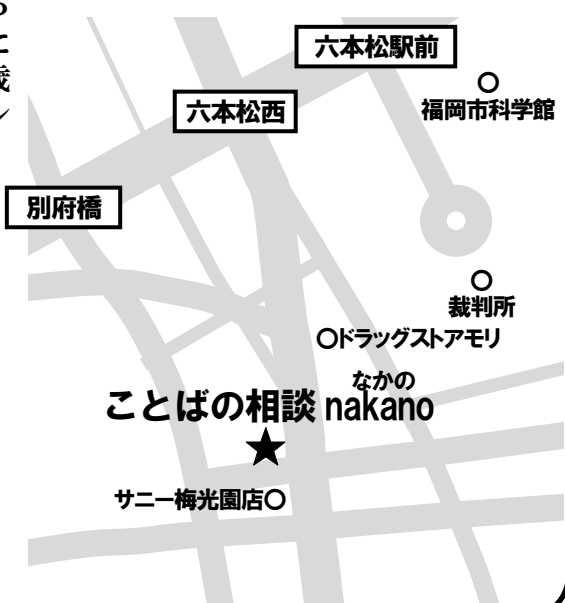 六本松駅前
福岡市科学館
六本松西
別府橋
裁判所
ドラッグストアモリ
なかの
ことばの相談 nakano
サニー梅光園店